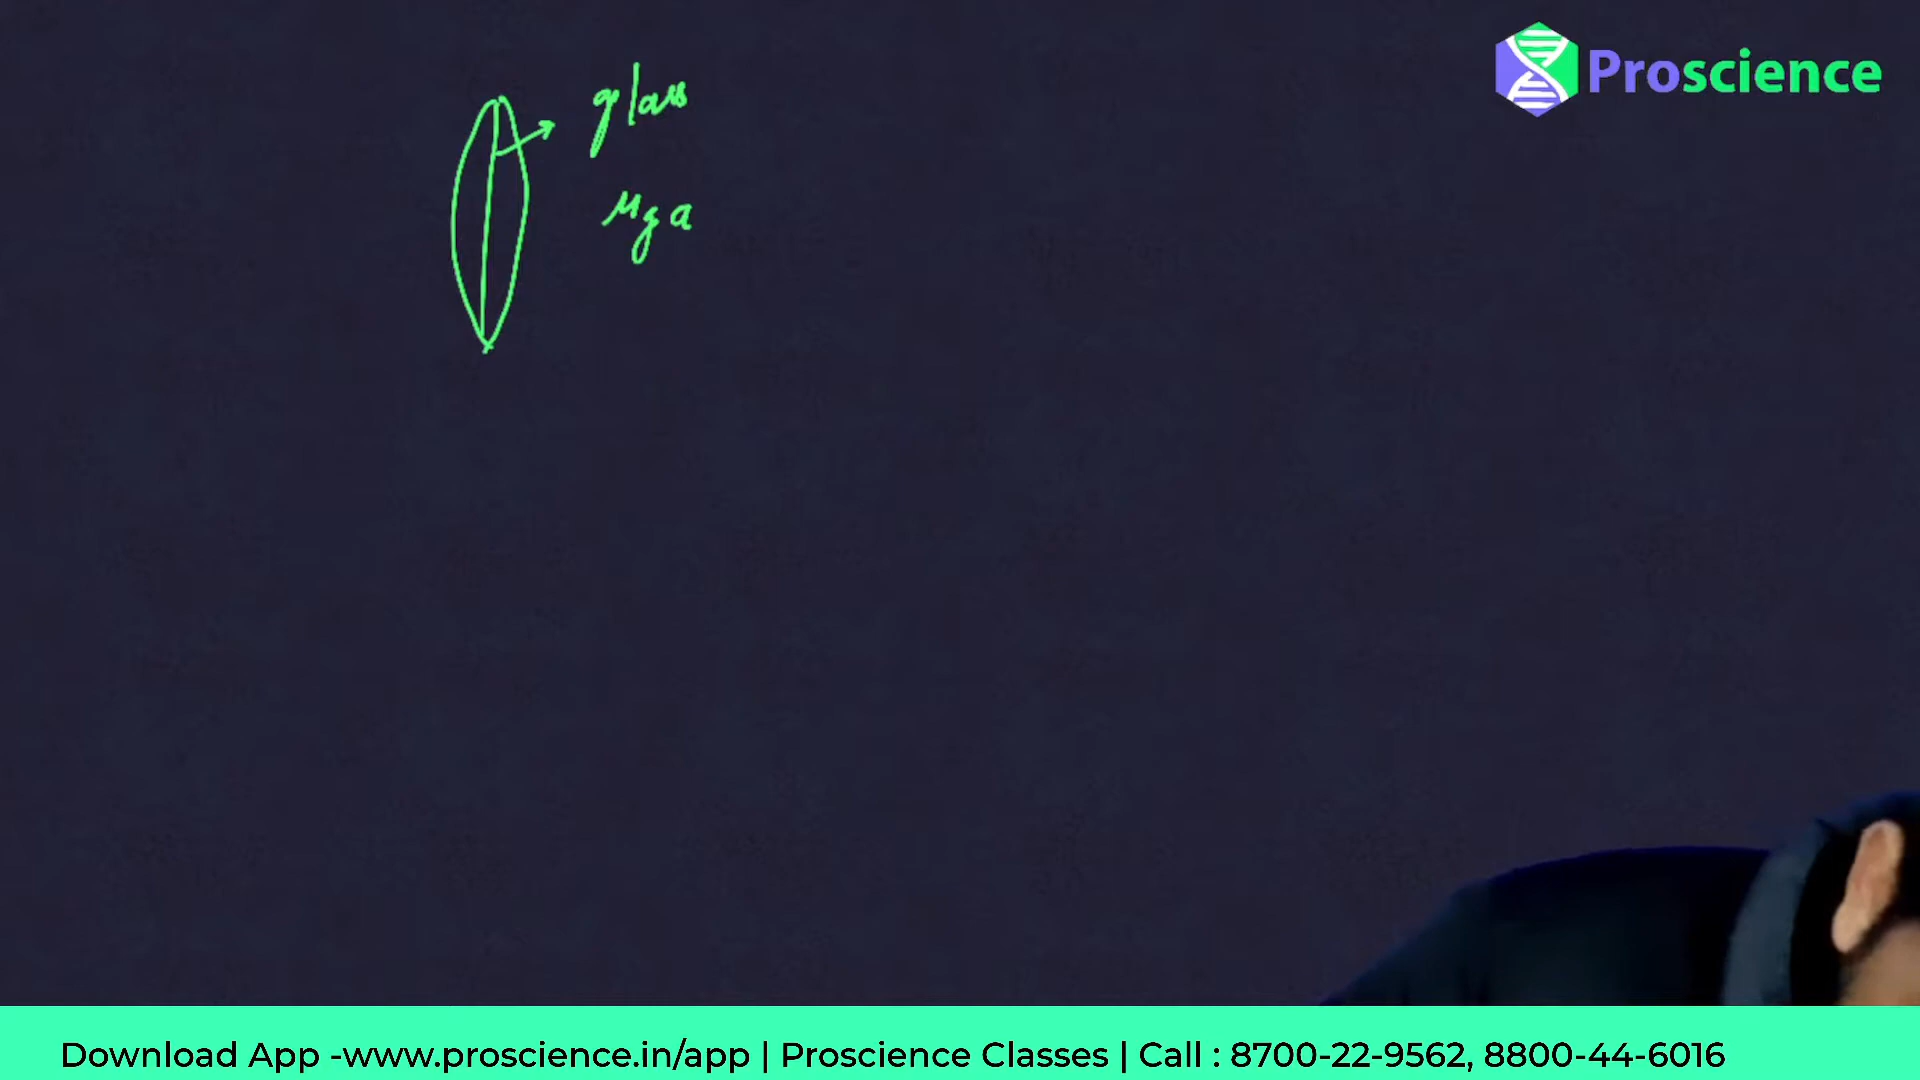 Proscience
glass
μga
Download App -www.proscience.in/app | Proscience Classes | Call : 8700-22-9562, 8800-44-6016